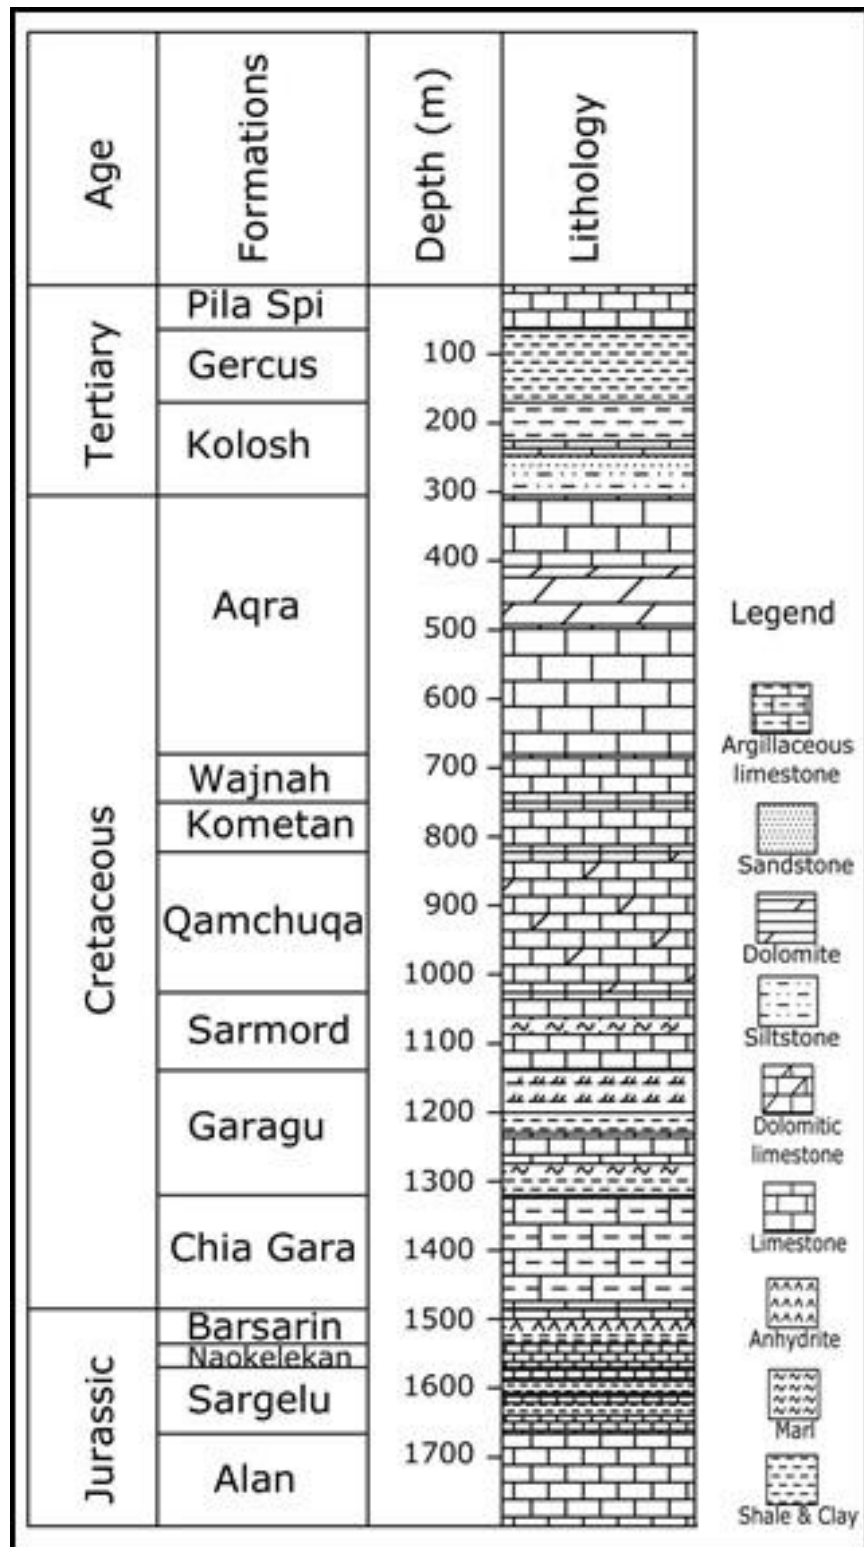 Age
Formations
Depth (m)
Lithology
Tertiary
Pila Spi
Gercus
Kolosh
Cretaceous
Aqra
Wajnah
Kometan
Qamchuqa
Sarmord
Garagu
Chia Gara
Jurassic
Barsarin
Naokelekan
Sargelu
Alan
100
200
300
400
500
600
700
800
900
1000
1100
1200
1300
1400
1500
1600
1700
Legend
Argillaceous
limestone
Sandstone
Dolomite
Siltstone
Dolomitic
limestone
Limestone
Anhydrite
Marl
Shale & Clay